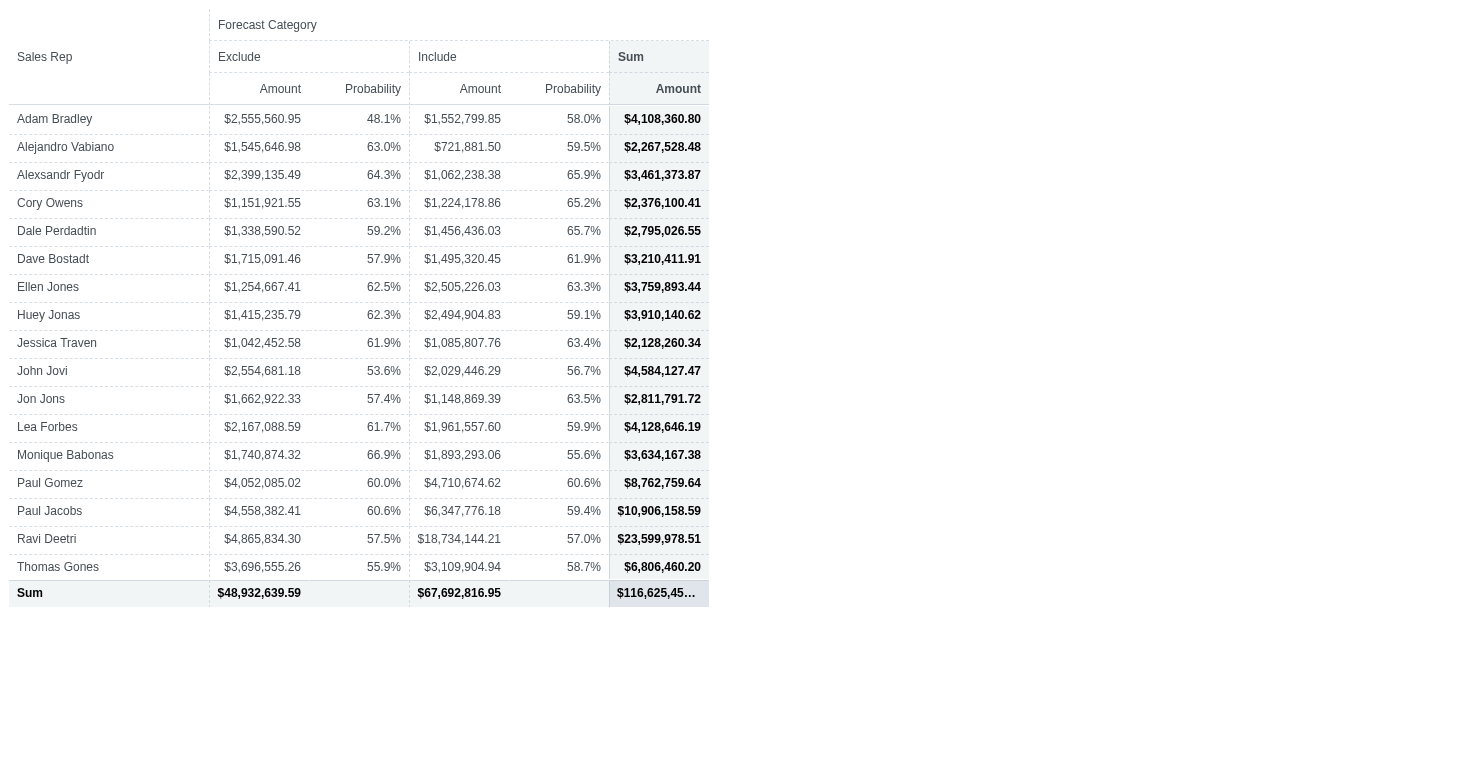 Forecast Category
Sales Rep Exclude Include Sum
Amount Probability Amount Probability Amount
Adam Bradley $2,555,560.95 48.1% $1,552,799.85 58.0% $4,108,360.80
Alejandro Vabiano $1,545,646.98 63.0% $721,881.50 59.5% $2,267,528.48
Alexsandr Fyodr $2,399,135.49 64.3% $1,062,238.38 65.9% $3,461,373.87
Cory Owens $1,151,921.55 63.1% $1,224,178.86 65.2% $2,376,100.41
Dale Perdadtin $1,338,590.52 59.2% $1,456,436.03 65.7% $2,795,026.55
Dave Bostadt $1,715,091.46 57.9% $1,495,320.45 61.9% $3,210,411.91
Ellen Jones $1,254,667.41 62.5% $2,505,226.03 63.3% $3,759,893.44
Huey Jonas $1,415,235.79 62.3% $2,494,904.83 59.1% $3,910,140.62
Jessica Traven $1,042,452.58 61.9% $1,085,807.76 63.4% $2,128,260.34
John Jovi $2,554,681.18 53.6% $2,029,446.29 56.7% $4,584,127.47
Jon Jons $1,662,922.33 57.4% $1,148,869.39 63.5% $2,811,791.72
Lea Forbes $2,167,088.59 61.7% $1,961,557.60 59.9% $4,128,646.19
Monique Babonas $1,740,874.32 66.9% $1,893,293.06 55.6% $3,634,167.38
Paul Gomez $4,052,085.02 60.0% $4,710,674.62 60.6% $8,762,759.64
Paul Jacobs $4,558,382.41 60.6% $6,347,776.18 59.4% $10,906,158.59
Ravi Deetri $4,865,834.30 57.5% $18,734,144.21 57.0% $23,599,978.51
Thomas Gones $3,696,555.26 55.9% $3,109,904.94 58.7% $6,806,460.20
Sum $48,932,639.59 $67,692,816.95 $116,625,45…